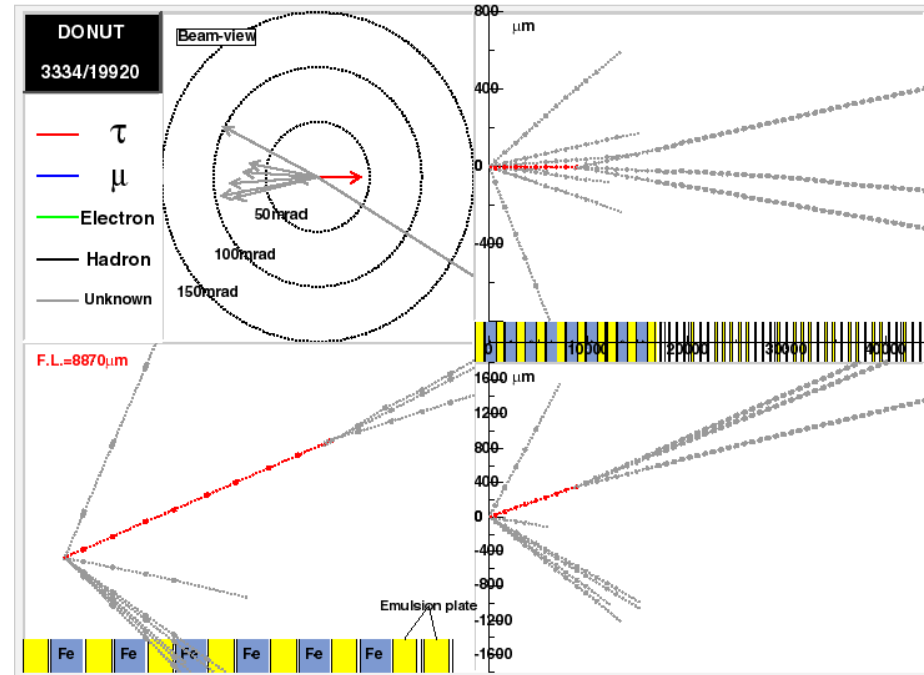 DONUT
3334/19920
τ
μ
Electron
Hadron
Unknown
Beam-view
50mrad
100mrad
150mrad
800
μm
400
0
-400
0
10000
20000
30000
40000
F.L.=8870μm
Emulsion plate
Fe
Fe
Fe
Fe
Fe
Fe
1600
μm
1200
800
400
0
-400
-800
-1200
-1600